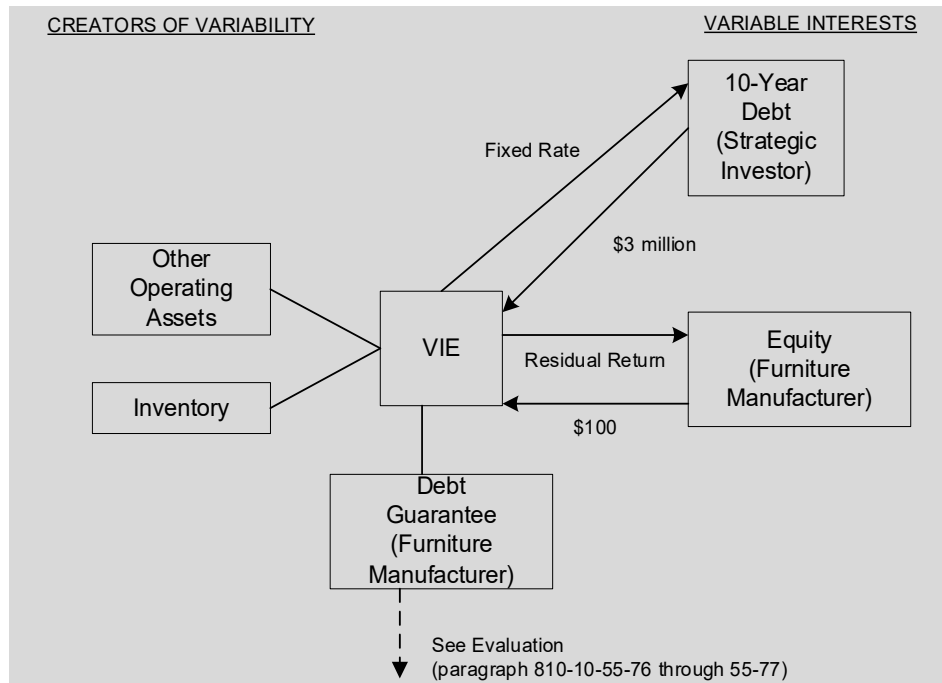 CREATORS OF VARIABILITY
VARIABLE INTERESTS
10-Year
Debt
(Strategic
Investor)
Fixed Rate
$3 million
Other
Operating
Assets
VIE
Residual Return
Equity
(Furniture
Manufacturer)
Inventory
$100
Debt
Guarantee
(Furniture
Manufacturer)
See Evaluation
(paragraph 810-10-55-76 through 55-77)